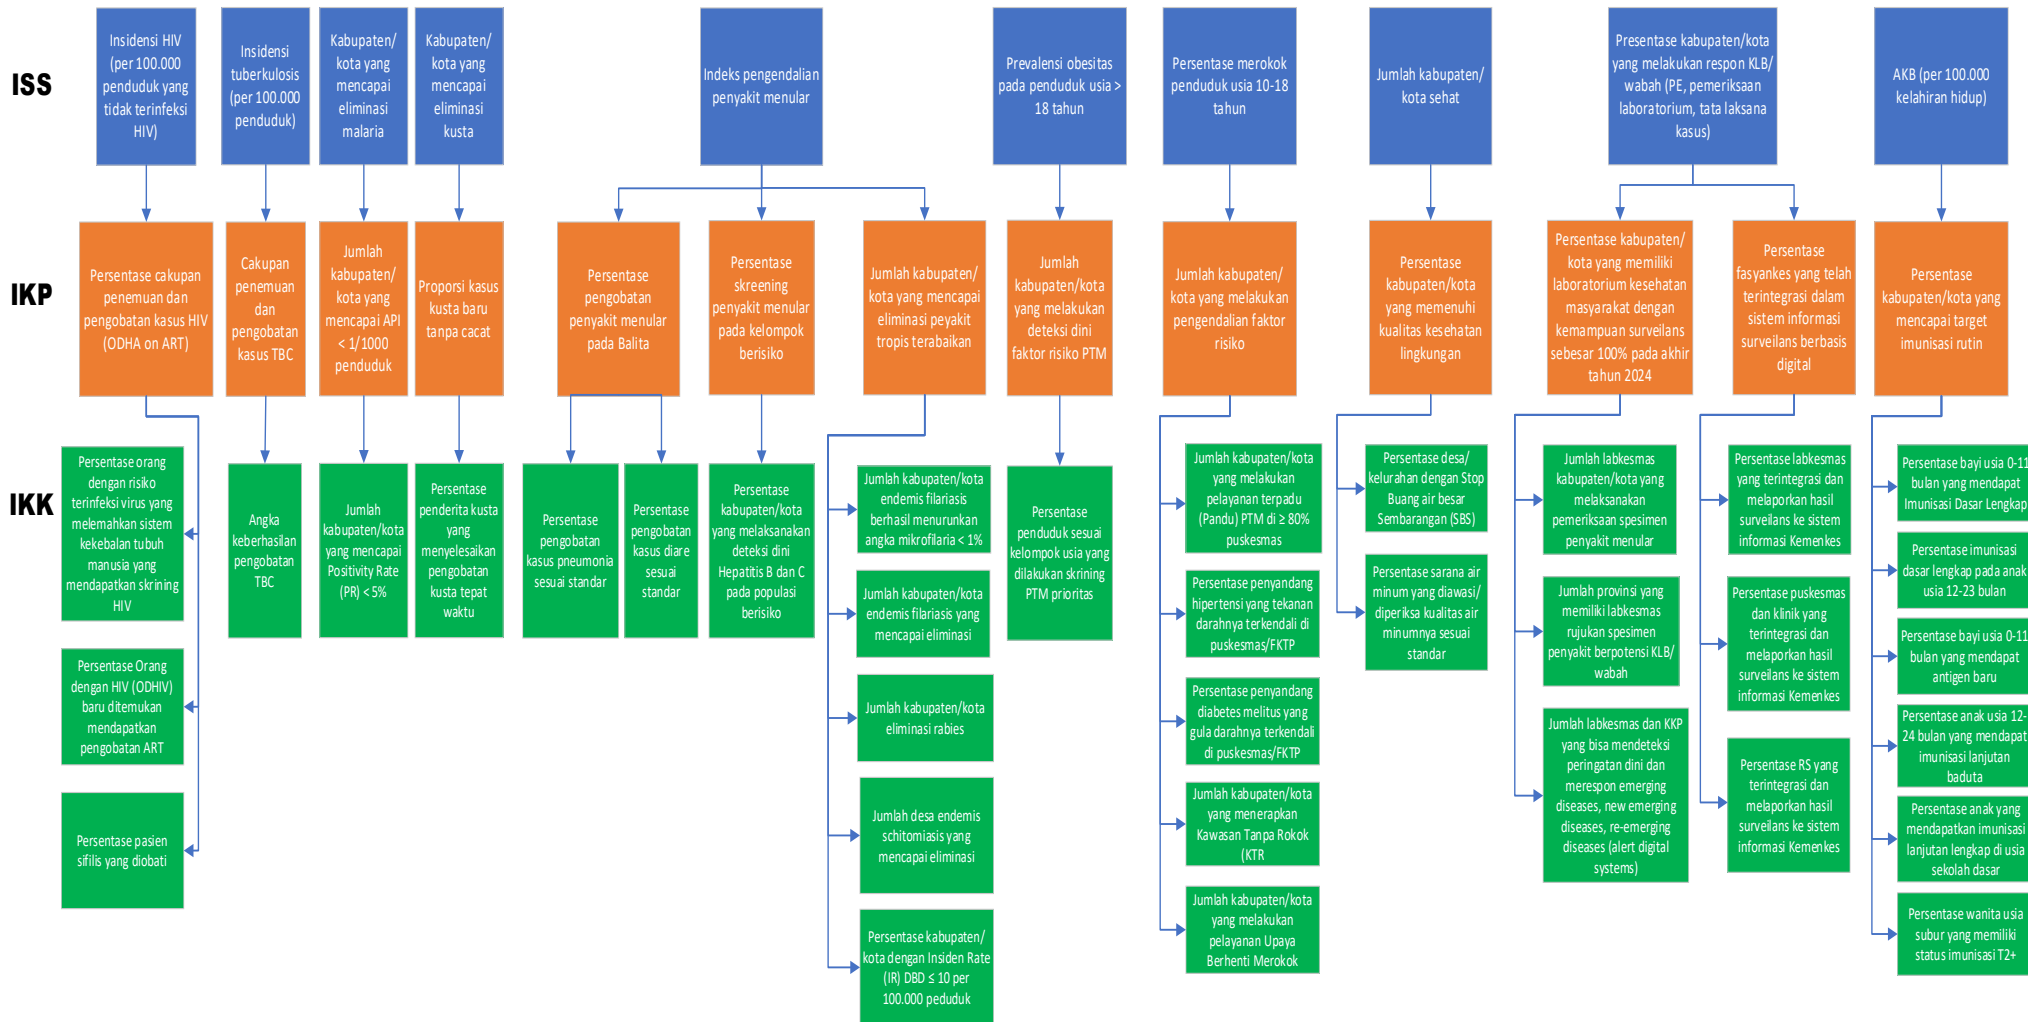 ISS
Insidensi HIV
(per 100.000
penduduk yang
tidak terinfeksi
HIV)
Insidensi
tuberkulosis
(per 100.000
penduduk)
Kabupaten/
kota yang
mencapai
eliminasi
malaria
Kabupaten/
kota yang
mencapai
eliminasi
kusta
Indeks pengendalian
penyakit menular
Prevalensi obesitas
pada penduduk usia >
18 tahun
Persentase merokok
penduduk usia 10-18
tahun
Jumlah kabupaten/
kota sehat
Presentase kabupaten/kota
yang melakukan respon KLB/
wabah (PE, pemeriksaan
laboratorium, tata laksana
kasus)
AKB (per 100.000
kelahiran hidup)
IKP
Persentase cakupan
penemuan dan
pengobatan kasus HIV
(ODHA on ART)
Cakupan
penemuan
dan
pengobatan
kasus TBC
Jumlah
kabupaten/
kota yang
mencapai API
< 1/1000
penduduk
Proporsi kasus
kusta baru
tanpa cacat
Persentase
pengobatan
penyakit menular
pada Balita
Persentase
skreening
penyakit menular
pada kelompok
berisiko
Jumlah kabupaten/
kota yang mencapai
eliminasi peyakit
tropis terabaikan
Jumlah
kabupaten/kota
yang melakukan
deteksi dini
faktor risiko PTM
Jumlah kabupaten/
kota yang melakukan
pengendalian faktor
risiko
Persentase
kabupaten/kota
yang memenuhi
kualitas kesehatan
lingkungan
Persentase kabupaten/
kota yang memiliki
laboratorium kesehatan
masyarakat dengan
kemampuan surveilans
sebesar 100% pada akhir
tahun 2024
Persentase
fasyankes yang telah
terintegrasi dalam
sistem informasi
surveilans berbasis
digital
Persentase
kabupaten/kota yang
mencapai target
imunisasi rutin
IKK
Persentase orang
dengan risiko
terinfeksi virus yang
melemahkan sistem
kekebalan tubuh
manusia yang
mendapatkan skrining
HIV
Persentase Orang
dengan HIV (ODHIV)
baru ditemukan
mendapatkan
pengobatan ART
Persentase pasien
sifilis yang diobati
Angka
keberhasilan
pengobatan
TBC
Jumlah
kabupaten/kota
yang mencapai
Positivity Rate
(PR) < 5%
Persentase
penderita kusta
yang
menyelesaikan
pengobatan
kusta tepat
waktu
Persentase
pengobatan
kasus pneumonia
sesuai standar
Persentase
pengobatan
kasus diare
sesuai
standar
Persentase
kabupaten/kota
yang melaksanakan
deteksi dini
Hepatitis B dan C
pada populasi
berisiko
Jumlah kabupaten/kota
endemis filariasis
berhasil menurunkan
angka mikrofilaria < 1%
Jumlah kabupaten/kota
endemis filariasis yang
mencapai eliminasi
Jumlah kabupaten/kota
eliminasi rabies
Jumlah desa endemis
schitomiasis yang
mencapai eliminasi
Persentase kabupaten/
kota dengan Insiden Rate
(IR) DBD ≤ 10 per
100.000 peduduk
Persentase
penduduk sesuai
kelompok usia yang
dilakukan skrining
PTM prioritas
Jumlah kabupaten/kota
yang melakukan
pelayanan terpadu
(Pandu) PTM di ≥ 80%
puskesmas
Persentase penyandang
hipertensi yang tekanan
darahnya terkendali di
puskesmas/FKTP
Persentase penyandang
diabetes melitus yang
gula darahnya terkendali
di puskesmas/FKTP
Jumlah kabupaten/kota
yang menerapkan
Kawasan Tanpa Rokok
(KTR
Jumlah kabupaten/kota
yang melakukan
pelayanan Upaya
Berhenti Merokok
Persentase desa/
kelurahan dengan Stop
Buang air besar
Sembarangan (SBS)
Persentase sarana air
minum yang diawasi/
diperiksa kualitas air
minumnya sesuai
standar
Jumlah labkesmas
kabupaten/kota yang
melaksanakan
pemeriksaan spesimen
penyakit menular
Jumlah provinsi yang
memiliki labkesmas
rujukan spesimen
penyakit berpotensi KLB/
wabah
Jumlah labkesmas dan KKP
yang bisa mendeteksi
peringatan dini dan
merespon emerging
diseases, new emerging
diseases, re-emerging
diseases (alert digital
systems)
Persentase labkesmas
yang terintegrasi dan
melaporkan hasil
surveilans ke sistem
informasi Kemenkes
Persentase puskesmas
dan klinik yang
terintegrasi dan
melaporkan hasil
surveilans ke sistem
informasi Kemenkes
Persentase RS yang
terintegrasi dan
melaporkan hasil
surveilans ke sistem
informasi Kemenkes
Persentase bayi usia 0-11
bulan yang mendapat
Imunisasi Dasar Lengkap
Persentase imunisasi
dasar lengkap pada anak
usia 12-23 bulan
Persentase bayi usia 0-11
bulan yang mendapat
antigen baru
Persentase anak usia 12-
24 bulan yang mendapat
imunisasi lanjutan
baduta
Persentase anak yang
mendapatkan imunisasi
lanjutan lengkap di usia
sekolah dasar
Persentase wanita usia
subur yang memiliki
status imunisasi T2+